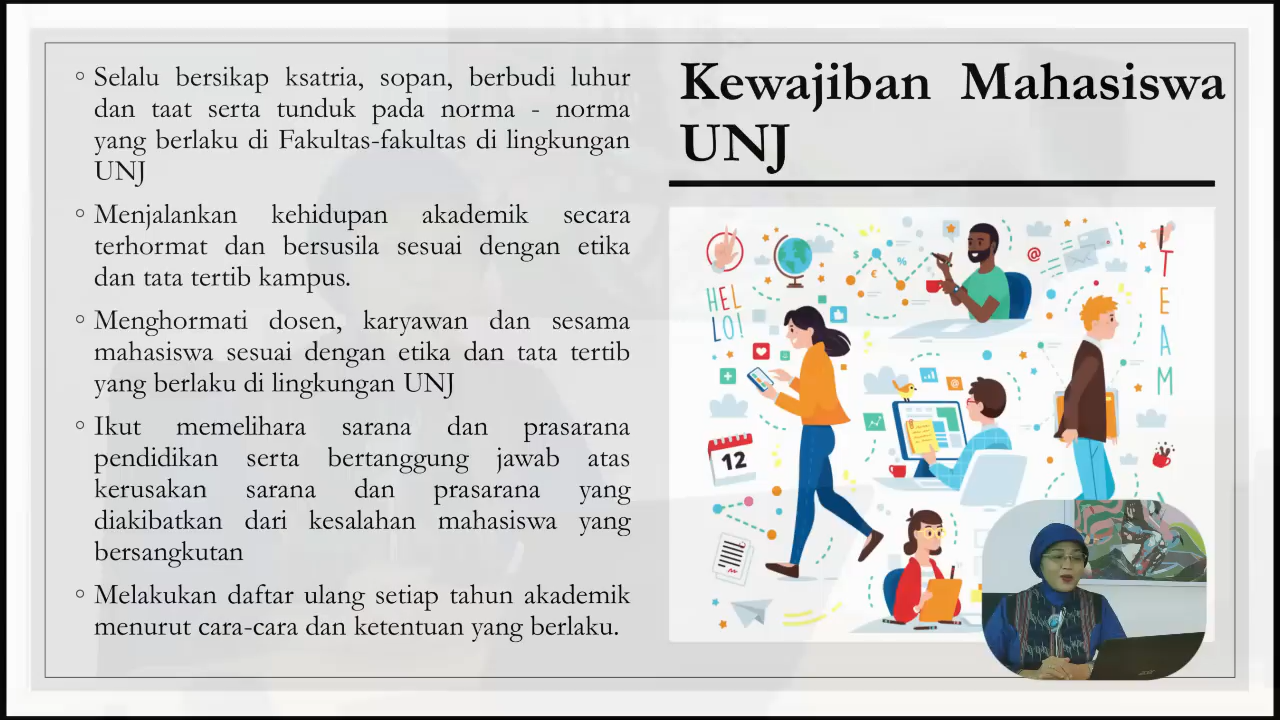 Selalu bersikap ksatria, sopan, berbudi luhur
dan taat serta tunduk pada norma - norma
yang berlaku di Fakultas-fakultas di lingkungan
UNJ
Menjalankan kehidupan akademik secara
terhormat dan bersusila sesuai dengan etika
dan tata tertib kampus.
Menghormati dosen, karyawan dan sesama
mahasiswa sesuai dengan etika dan tata tertib
yang berlaku di lingkungan UNJ
Ikut memelihara sarana dan prasarana
pendidikan serta bertanggung jawab atas
kerusakan sarana dan prasarana yang
diakibatkan dari kesalahan mahasiswa yang
bersangkutan
Melakukan daftar ulang setiap tahun akademik
menurut cara-cara dan ketentuan yang berlaku.
Kewajiban Mahasiswa
UNJ
HEL
LO!
$
€
%
@
@
12
TEAM